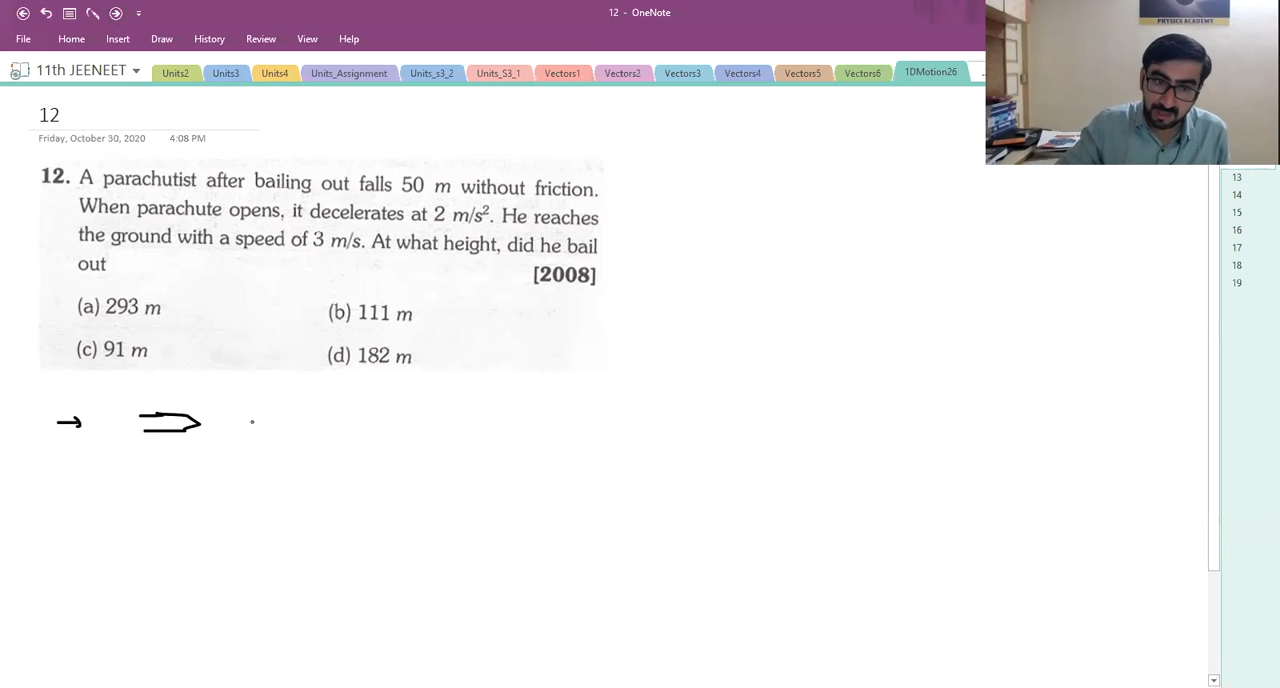 12 - OneNote
File Home Insert Draw History Review View Help
11th JEENEET Units2 Units3 Units4 Units_Assignment Units_s3_2 Units_S3_1 Vectors1 Vectors2 Vectors3 Vectors4 Vectors5 Vectors6 1DMotion26
PHYSICS ACADEMY
12
Friday, October 30, 2020 4:08 PM
12. A parachutist after bailing out falls 50 m without friction.
When parachute opens, it decelerates at 2 m/s². He reaches
the ground with a speed of 3 m/s. At what height, did he bail
out [2008]
(a) 293 m (b) 111 m
(c) 91 m (d) 182 m
13
14
15
16
17
18
19